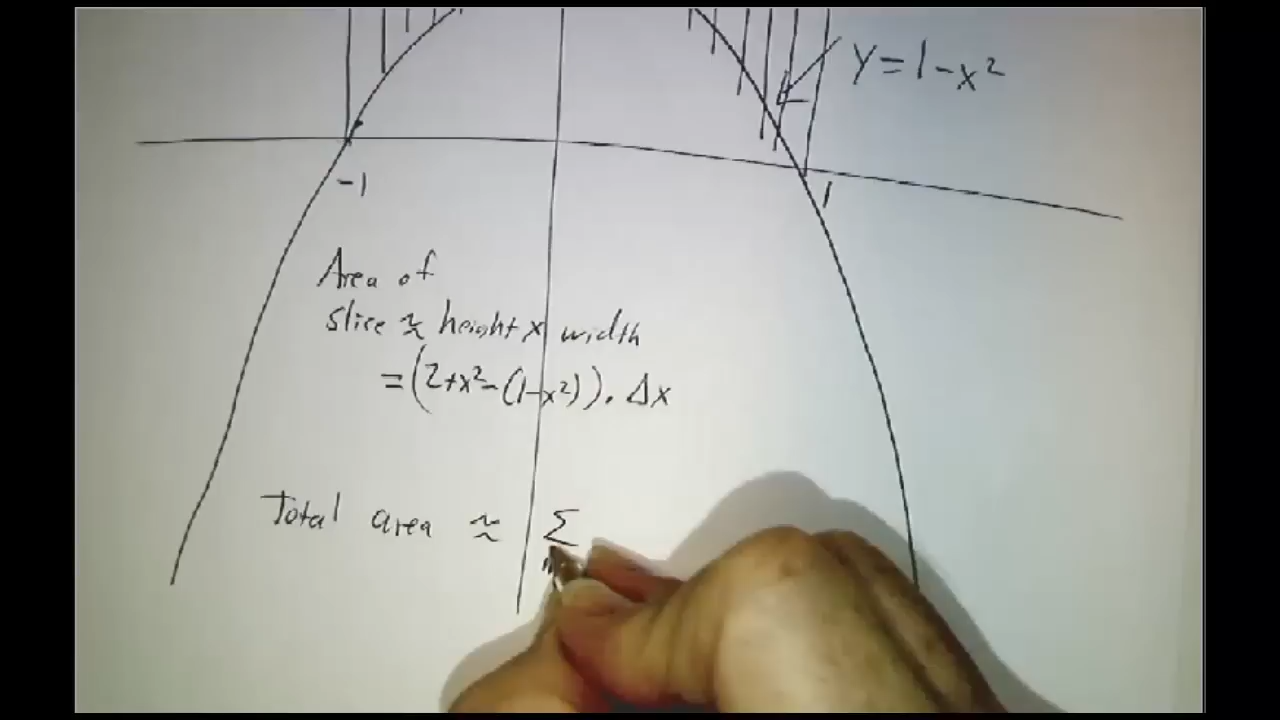 y=1-x²
-1
1
Area of
slice ≈ height x width
=(2+x²-(1-x²)). Δx
Total area ≈ Σ